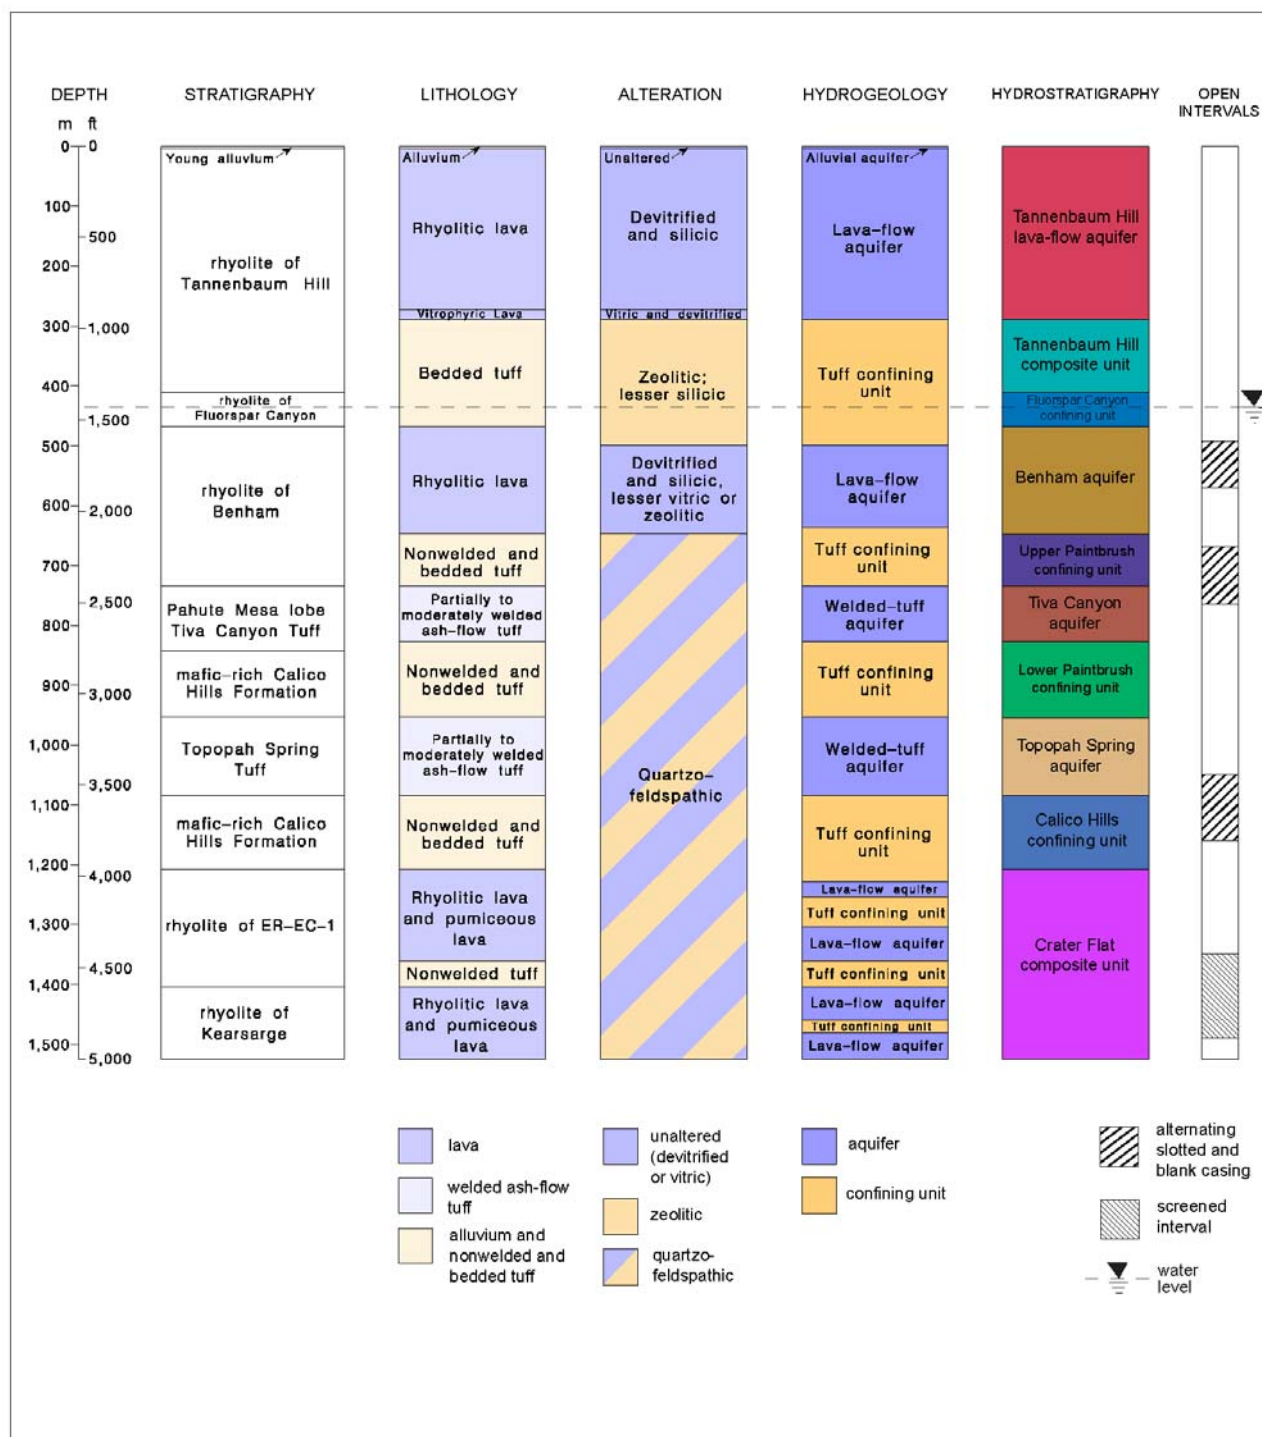 DEPTH
m ft
STRATIGRAPHY
LITHOLOGY
ALTERATION
HYDROGEOLOGY
HYDROSTRATIGRAPHY
OPEN
INTERVALS
0
100
200
300
400
500
600
700
800
900
1,000
1,100
1,200
1,300
1,400
1,500
0
500
1,000
1,500
2,000
2,500
3,000
3,500
4,000
4,500
5,000
Young alluvium
rhyolite of
Tannenbaum Hill
rhyolite of
Fluorspar Canyon
rhyolite of
Benham
Pahute Mesa lobe
Tiva Canyon Tuff
mafic-rich Calico
Hills Formation
Topopah Spring
Tuff
mafic-rich Calico
Hills Formation
rhyolite of ER-EC-1
rhyolite of
Kearsarge
Alluvium
Rhyolitic lava
Vitrophyric Lava
Bedded tuff
Rhyolitic lava
Nonwelded and
bedded tuff
Partially to
moderately welded
ash-flow tuff
Nonwelded and
bedded tuff
Partially to
moderately welded
ash-flow tuff
Nonwelded and
bedded tuff
Rhyolitic lava
and pumiceous
lava
Nonwelded tuff
Rhyolitic lava
and pumiceous
lava
Unaltered
Devitrified
and silicic
Vitric and devitrified
Zeolitic;
lesser silicic
Devitrified
and silicic,
lesser vitric or
zeolitic
Quartzo-
feldspathic
Alluvial aquifer
Lava-flow
aquifer
Tuff confining
unit
Lava-flow
aquifer
Tuff confining
unit
Welded-tuff
aquifer
Tuff confining
unit
Welded-tuff
aquifer
Tuff confining
unit
Lava-flow aquifer
Tuff confining unit
Lava-flow aquifer
Tuff confining unit
Lava-flow aquifer
Tuff confining unit
Lava-flow aquifer
Tannenbaum Hill
lava-flow aquifer
Tannenbaum Hill
composite unit
Fluorspar Canyon
confining unit
Benham aquifer
Upper Paintbrush
confining unit
Tiva Canyon
aquifer
Lower Paintbrush
confining unit
Topopah Spring
aquifer
Calico Hills
confining unit
Crater Flat
composite unit
lava
welded ash-flow
tuff
alluvium and
nonwelded and
bedded tuff
unaltered
(devitrified
or vitric)
zeolitic
quartzo-
feldspathic
aquifer
confining unit
alternating
slotted and
blank casing
screened
interval
water
level